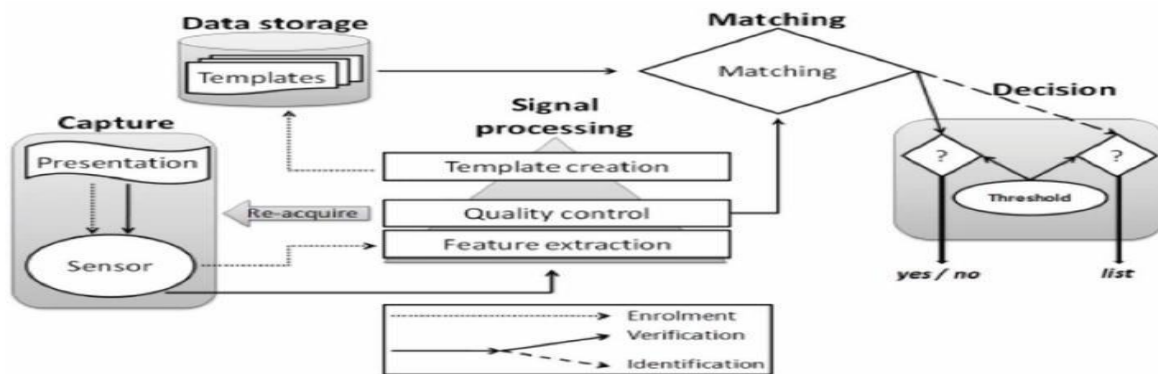 Data storage
Templates
Matching
Matching
Decision
?
?
Threshold
yes / no
list
Capture
Presentation
Sensor
Signal
processing
Template creation
Re-acquire
Quality control
Feature extraction
Enrolment
Verification
Identification